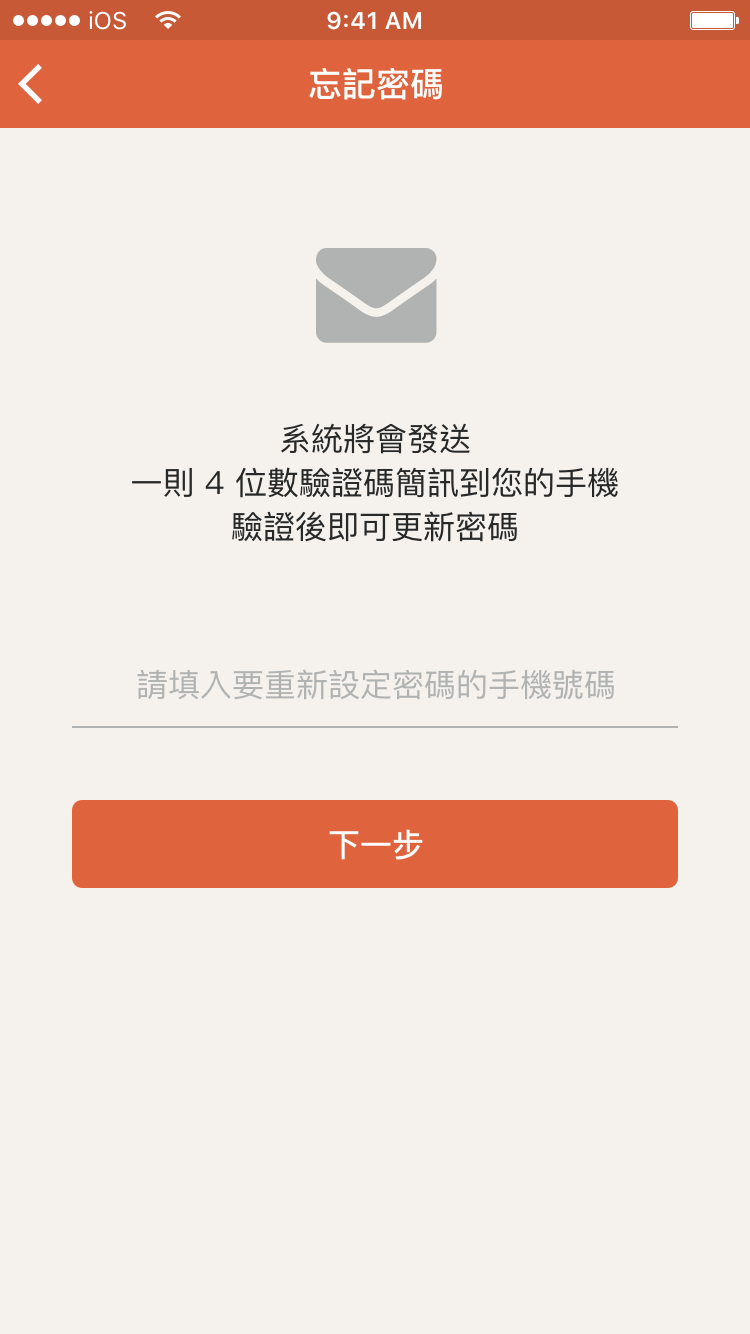 iOS 9:41 AM
忘記密碼
系統將會發送
一則 4 位數驗證碼簡訊到您的手機
驗證後即可更新密碼
請填入要重新設定密碼的手機號碼
下一步